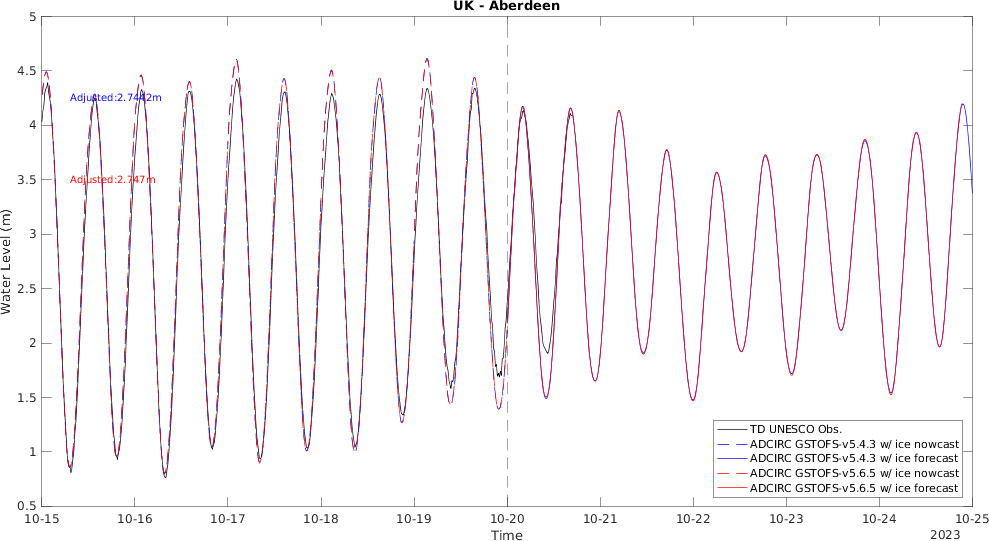 UK - Aberdeen
5
4.5
4
3.5
3
2.5
2
1.5
1
0.5
Water Level (m)
Adjusted:2.7442m
Adjusted:2.747m
TD UNESCO Obs.
ADCIRC GSTOFS-v5.4.3 w/ ice nowcast
ADCIRC GSTOFS-v5.4.3 w/ ice forecast
ADCIRC GSTOFS-v5.6.5 w/ ice nowcast
ADCIRC GSTOFS-v5.6.5 w/ ice forecast
10-15 10-16 10-17 10-18 10-19 10-20 10-21 10-22 10-23 10-24 10-25
Time
2023